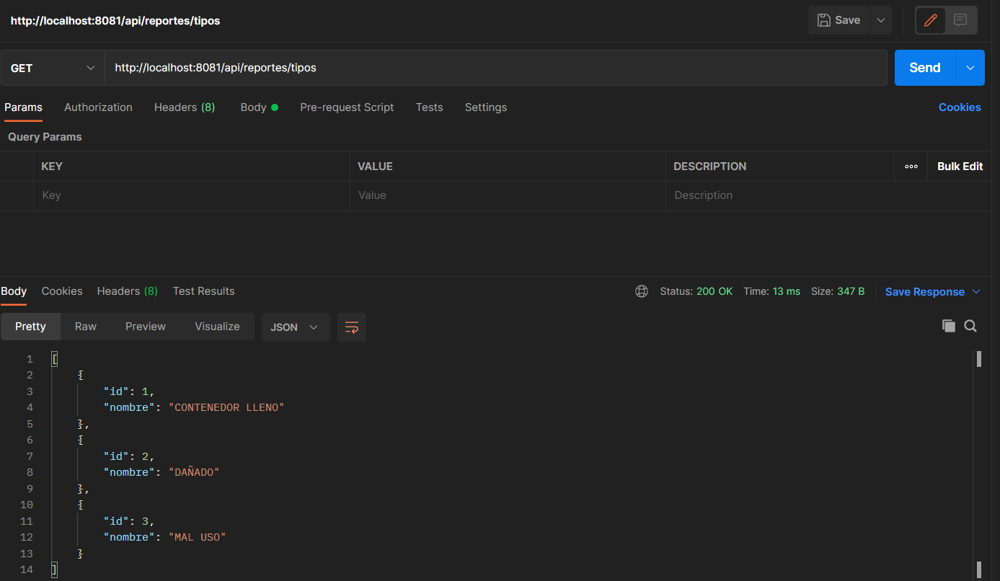 http://localhost:8081/api/reportes/tipos
Save
GET
http://localhost:8081/api/reportes/tipos
Send
Params Authorization Headers (8) Body Pre-request Script Tests Settings Cookies
Query Params
KEY VALUE DESCRIPTION Bulk Edit
Key Value Description
Body Cookies Headers (8) Test Results Status: 200 OK Time: 13 ms Size: 347 B Save Response
Pretty Raw Preview Visualize JSON
1 [
2 {
3 "id": 1,
4 "nombre": "CONTENEDOR LLENO"
5 },
6 {
7 "id": 2,
8 "nombre": "DAÑADO"
9 },
10 {
11 "id": 3,
12 "nombre": "MAL USO"
13 }
14 ]